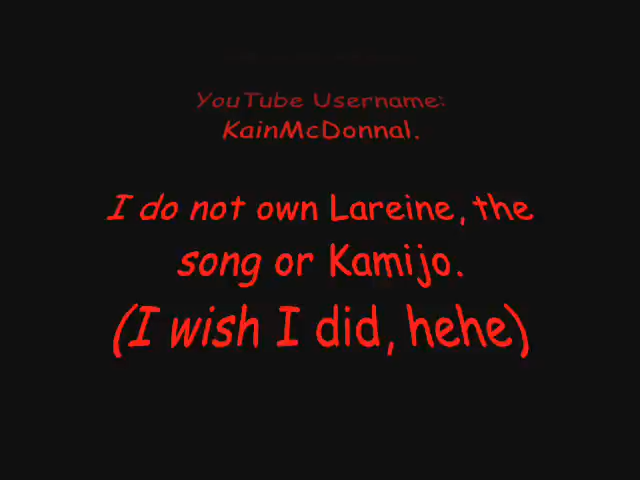 YouTube Username:
KainMcDonnal.
I do not own Lareine, the
song or Kamijo.
(I wish I did, hehe)